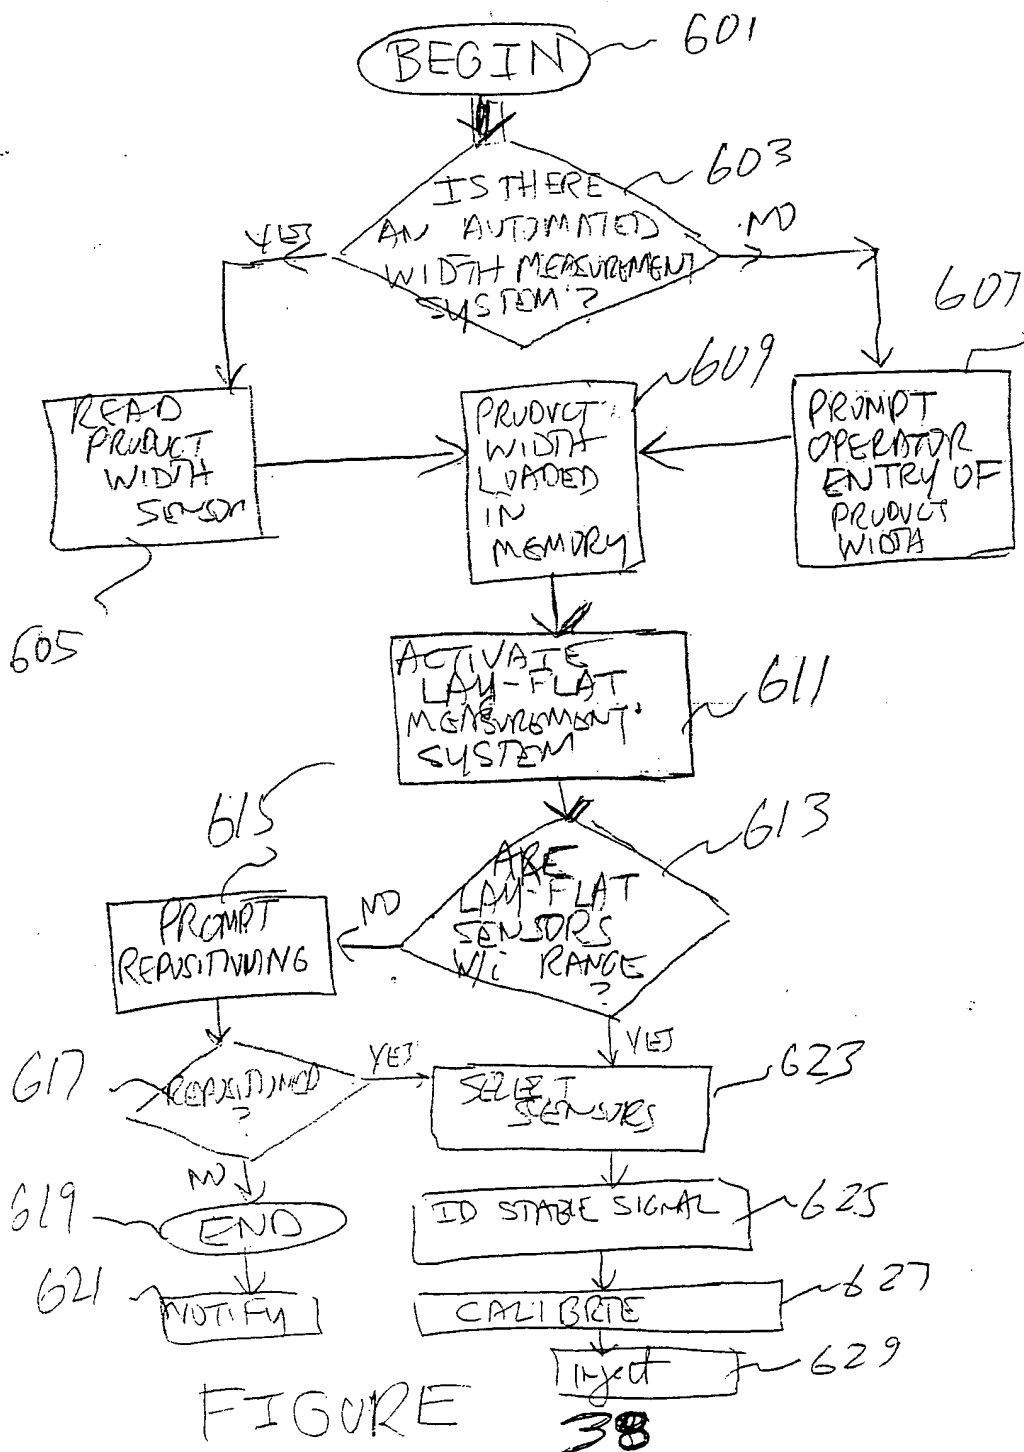 601
BEGIN
603
IS THERE
AN AUTOMATED
WIDTH MEASUREMENT
SYSTEM?
YES
NO
607
609
READ
PRODUCT
WIDTH
SENSOR
PRODUCT
WIDTH
LOADED
IN
MEMORY
PROMPT
OPERATOR
ENTRY OF
PRODUCT
WIDTH
605
ACTIVATE
LAY-FLAT
MEASUREMENT
SYSTEM
611
615
613
ARE
LAY-FLAT
SENSORS
W/i RANGE
?
NO
PROMPT
REPOSITIONING
YES
617
REPOSITIONED
?
YES
SELECT
SENSORS
623
NO
619
END
ID STABLE SIGNAL
625
621
NOTIFY
CALIBRTE
627
inject
629
FIGURE
38